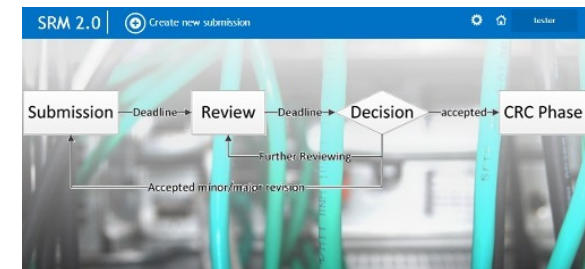 SRM 2.0 Create new submission tester
Submission Deadline Review Deadline Decision accepted CRC Phase
Further Reviewing
Accepted minor/major revision